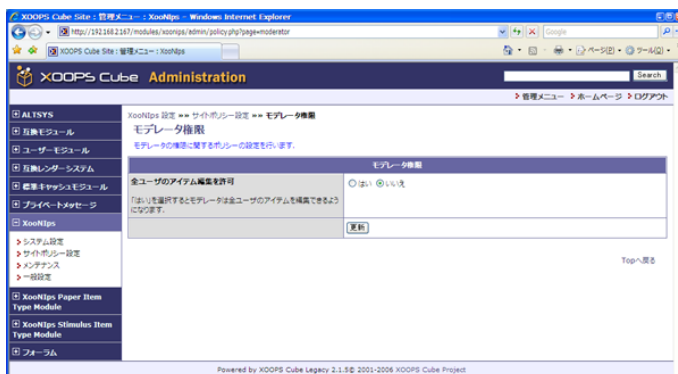 XOOPS Cube Site : 管理メニュー : XooNIps - Windows Internet Explorer
http://192.168.2.167/modules/xoonips/admin/policy.php?page=moderator
Google
XOOPS Cube Site : 管理メニュー : XooNIps
ページ(P)
ツール(O)
XOOPS Cube Administration
Search
管理メニュー ホームページ ログアウト
ALTSYS
互換モジュール
ユーザーモジュール
互換レンダーシステム
標準キャッシュモジュール
プライベートメッセージ
XooNIps
システム設定
サイトポリシー設定
メンテナンス
一般設定
XooNIps Paper Item
Type Module
XooNIps Stimulus Item
Type Module
フォーラム
XooNIps 設定 »» サイトポリシー設定 »» モデレータ権限
モデレータ権限
モデレータの権限に関するポリシーの設定を行います.
モデレータ権限
全ユーザのアイテム編集を許可
「はい」を選択するとモデレータは全ユーザのアイテムを編集できるよう
になります.
はい いいえ
更新
Topへ戻る
Powered by XOOPS Cube Legacy 2.1.5© 2001-2006 XOOPS Cube Project